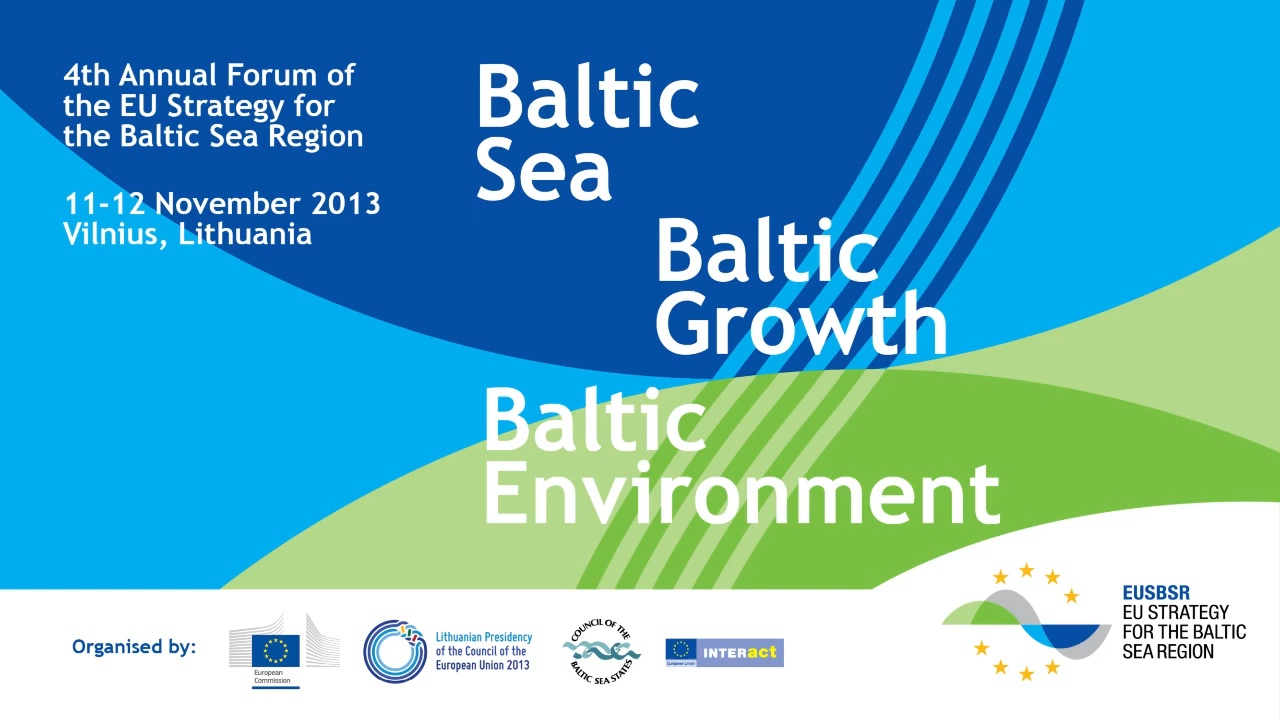 4th Annual Forum of
the EU Strategy for
the Baltic Sea Region
11-12 November 2013
Vilnius, Lithuania
Baltic
Sea
Baltic
Growth
Baltic
Environment
Organised by:
European
Commission
Lithuanian Presidency
of the Council of the
European Union 2013
COUNCIL OF THE
BALTIC SEA STATES
European Union
INTERact
EUSBSR
EU STRATEGY
FOR THE BALTIC
SEA REGION